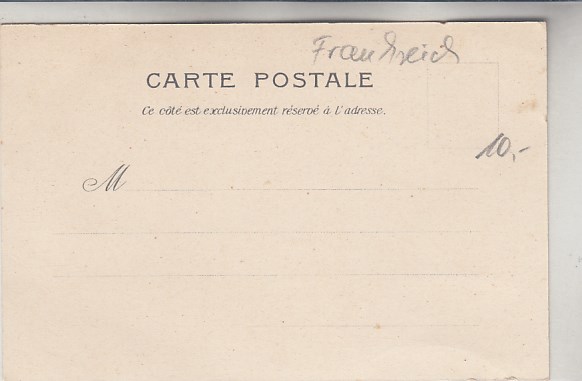 Frankreich
CARTE POSTALE
Ce côté est exclusivement réservé à l'adresse.
10,-
M